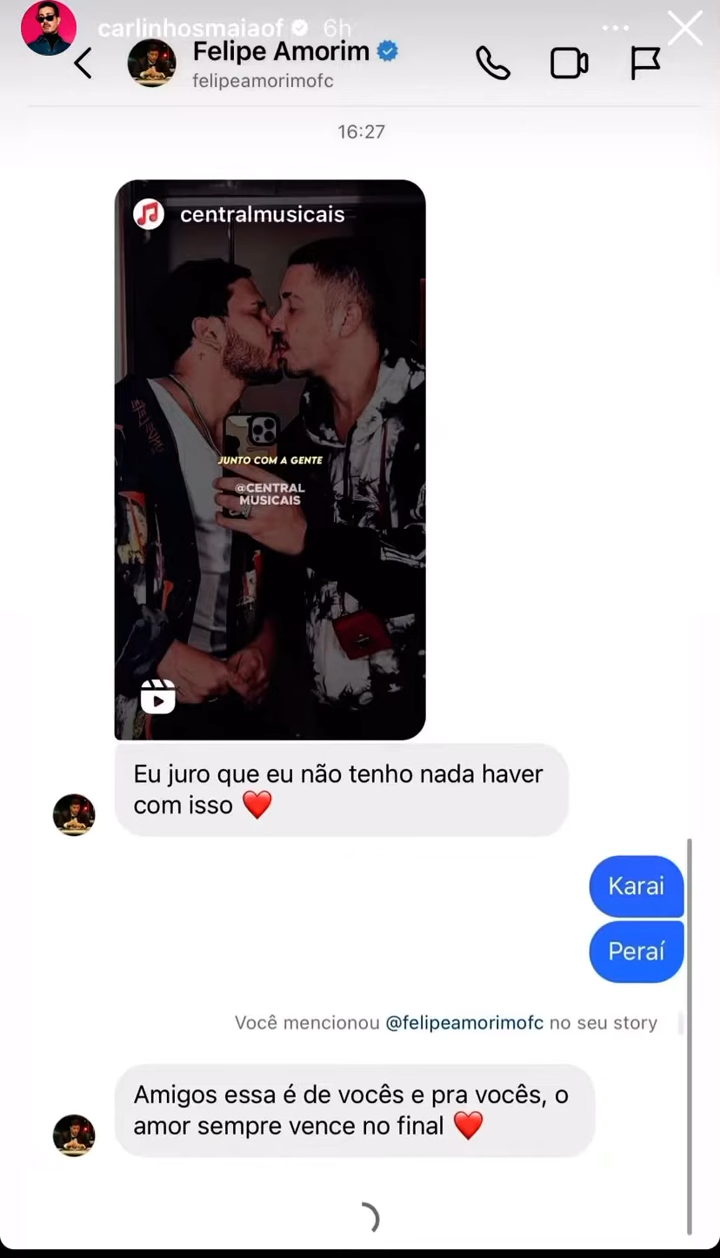 carlinhosmaiaof 6h
Felipe Amorim
felipeamorimofc
16:27
centralmusicais
JUNTO COM A GENTE
@CENTRAL
MUSICAIS
Eu juro que eu não tenho nada haver
com isso ❤️
Karai
Peraí
Você mencionou @felipeamorimofc no seu story
Amigos essa é de vocês e pra vocês, o
amor sempre vence no final ❤️